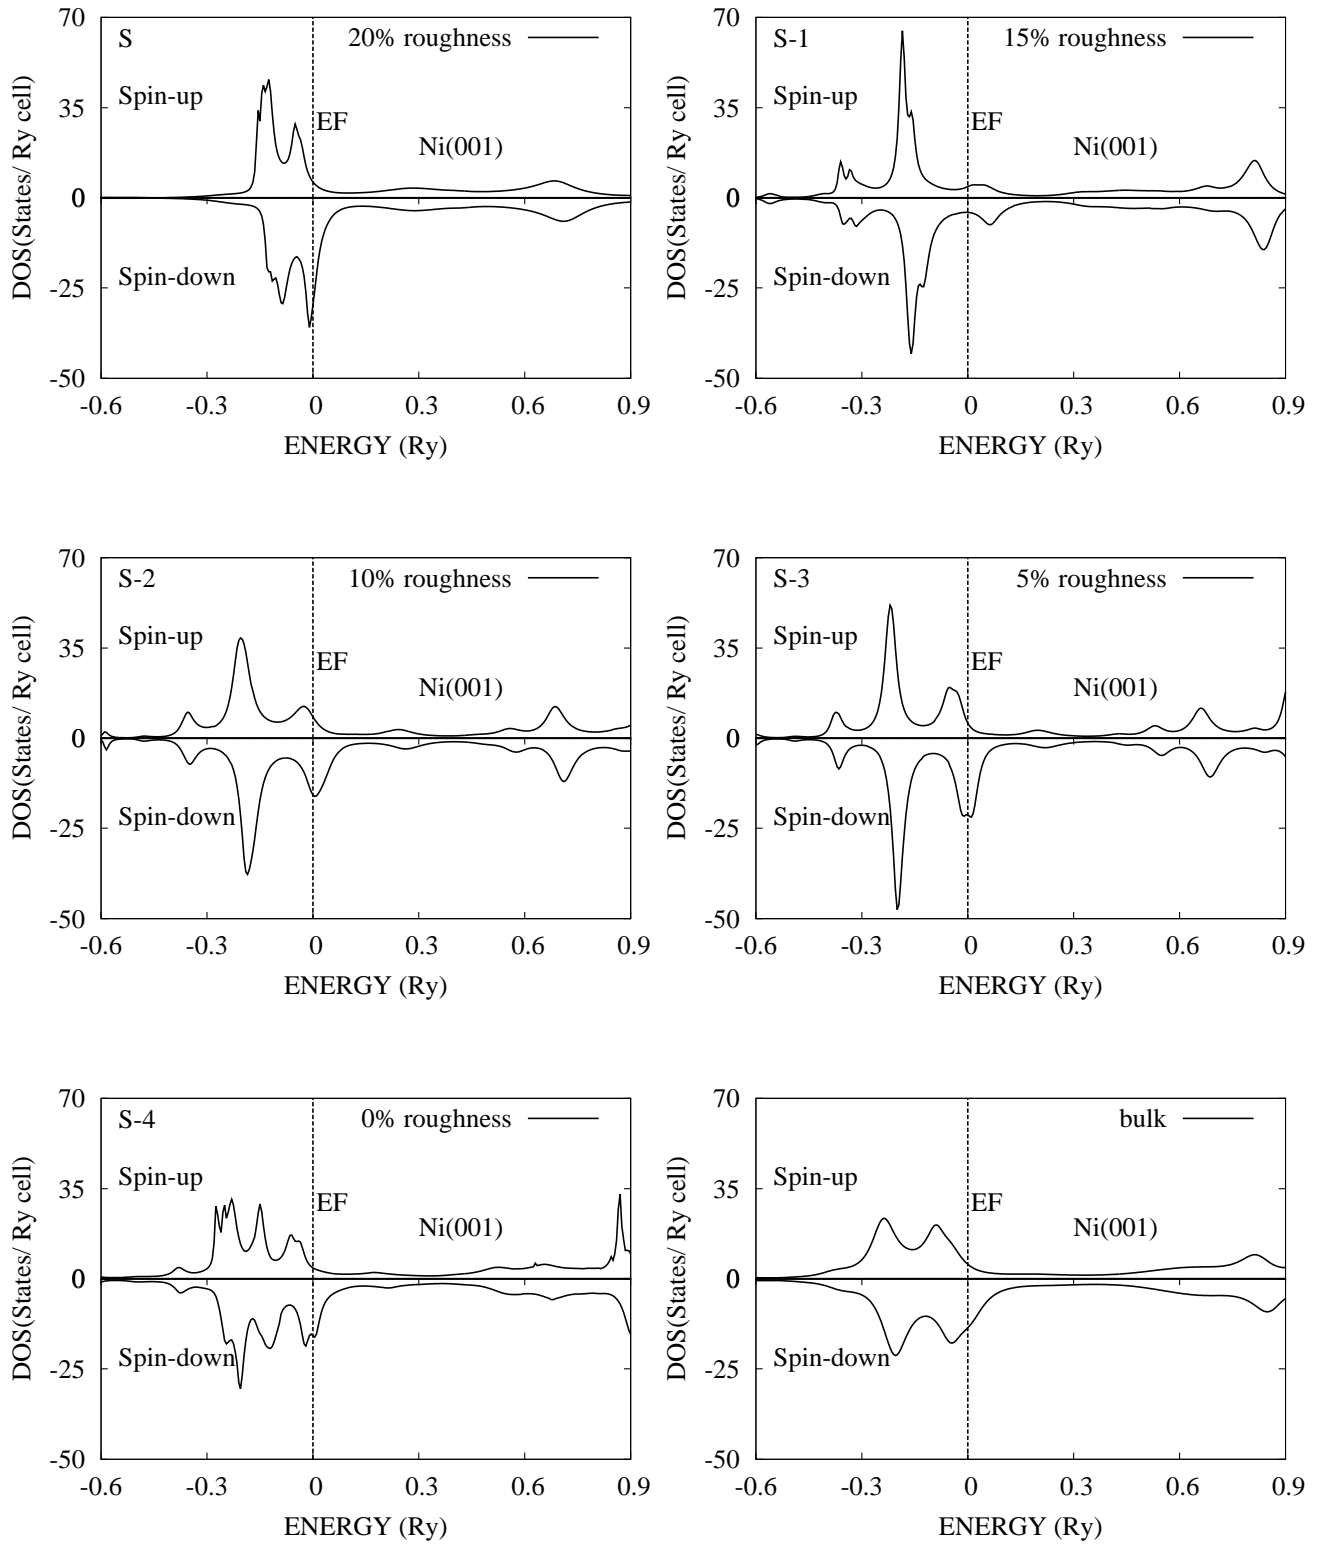 70
S
20% roughness
Spin-up
35
EF
Ni(001)
0
Spin-down
-25
-50
-0.6
-0.3
0
0.3
0.6
0.9
DOS(States/ Ry cell)
ENERGY (Ry)
70
S-1
15% roughness
Spin-up
35
EF
Ni(001)
0
Spin-down
-25
-50
-0.6
-0.3
0
0.3
0.6
0.9
DOS(States/ Ry cell)
ENERGY (Ry)
70
S-2
10% roughness
Spin-up
35
EF
Ni(001)
0
Spin-down
-25
-50
-0.6
-0.3
0
0.3
0.6
0.9
DOS(States/ Ry cell)
ENERGY (Ry)
70
S-3
5% roughness
Spin-up
35
EF
Ni(001)
0
Spin-down
-25
-50
-0.6
-0.3
0
0.3
0.6
0.9
DOS(States/ Ry cell)
ENERGY (Ry)
70
S-4
0% roughness
Spin-up
35
EF
Ni(001)
0
Spin-down
-25
-50
-0.6
-0.3
0
0.3
0.6
0.9
DOS(States/ Ry cell)
ENERGY (Ry)
70
bulk
Spin-up
35
EF
Ni(001)
0
Spin-down
-25
-50
-0.6
-0.3
0
0.3
0.6
0.9
DOS(States/ Ry cell)
ENERGY (Ry)